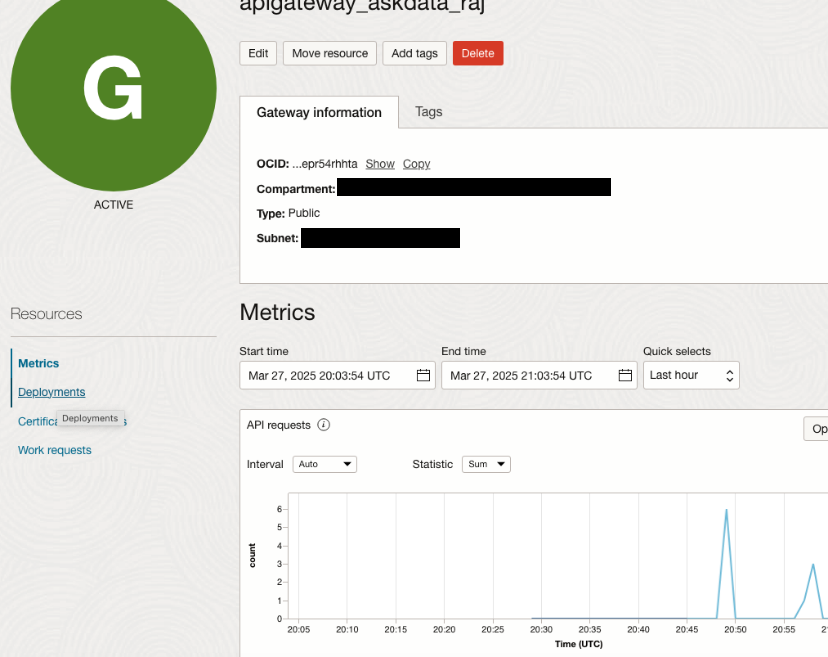 apigateway_askdata_raj
G
ACTIVE
Edit
Move resource
Add tags
Delete
Gateway information
Tags
OCID: ...epr54rhhta Show Copy
Compartment:
Type: Public
Subnet:
Resources
Metrics
Deployments
Deployments
Certifica
s
Work requests
Metrics
Start time
End time
Quick selects
Mar 27, 2025 20:03:54 UTC
Mar 27, 2025 21:03:54 UTC
Last hour
API requests
Op
Interval Auto
Statistic Sum
count
6
5
4
3
2
1
0
20:05 20:10 20:15 20:20 20:25 20:30 20:35 20:40 20:45 20:50 20:55 21
Time (UTC)